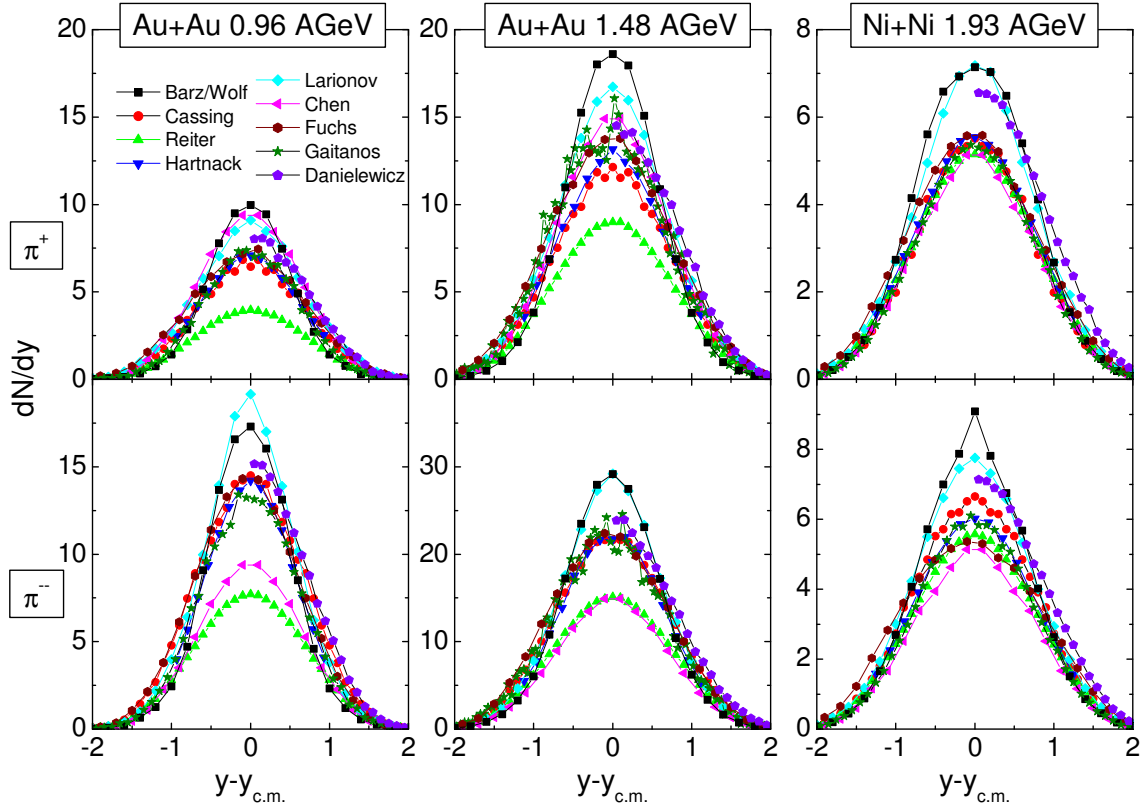 Au+Au 0.96 AGeV
Au+Au 1.48 AGeV
Ni+Ni 1.93 AGeV
20
15
10
5
0
20
15
10
5
0
8
6
4
2
0
Barz/Wolf
Cassing
Reiter
Hartnack
Larionov
Chen
Fuchs
Gaitanos
Danielewicz
π+
dN/dy
π--
15
10
5
0
30
20
10
0
8
6
4
2
0
-2 -1 0 1 2
-2 -1 0 1 2
-2 -1 0 1 2
y-yc.m.
y-yc.m.
y-yc.m.